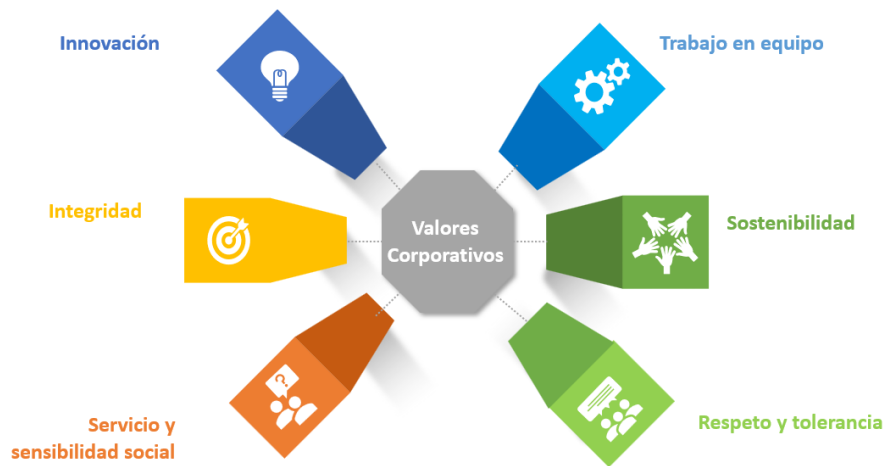 Innovación
Trabajo en equipo
Integridad
Valores
Corporativos
Sostenibilidad
?
Servicio y
sensibilidad social
Respeto y tolerancia